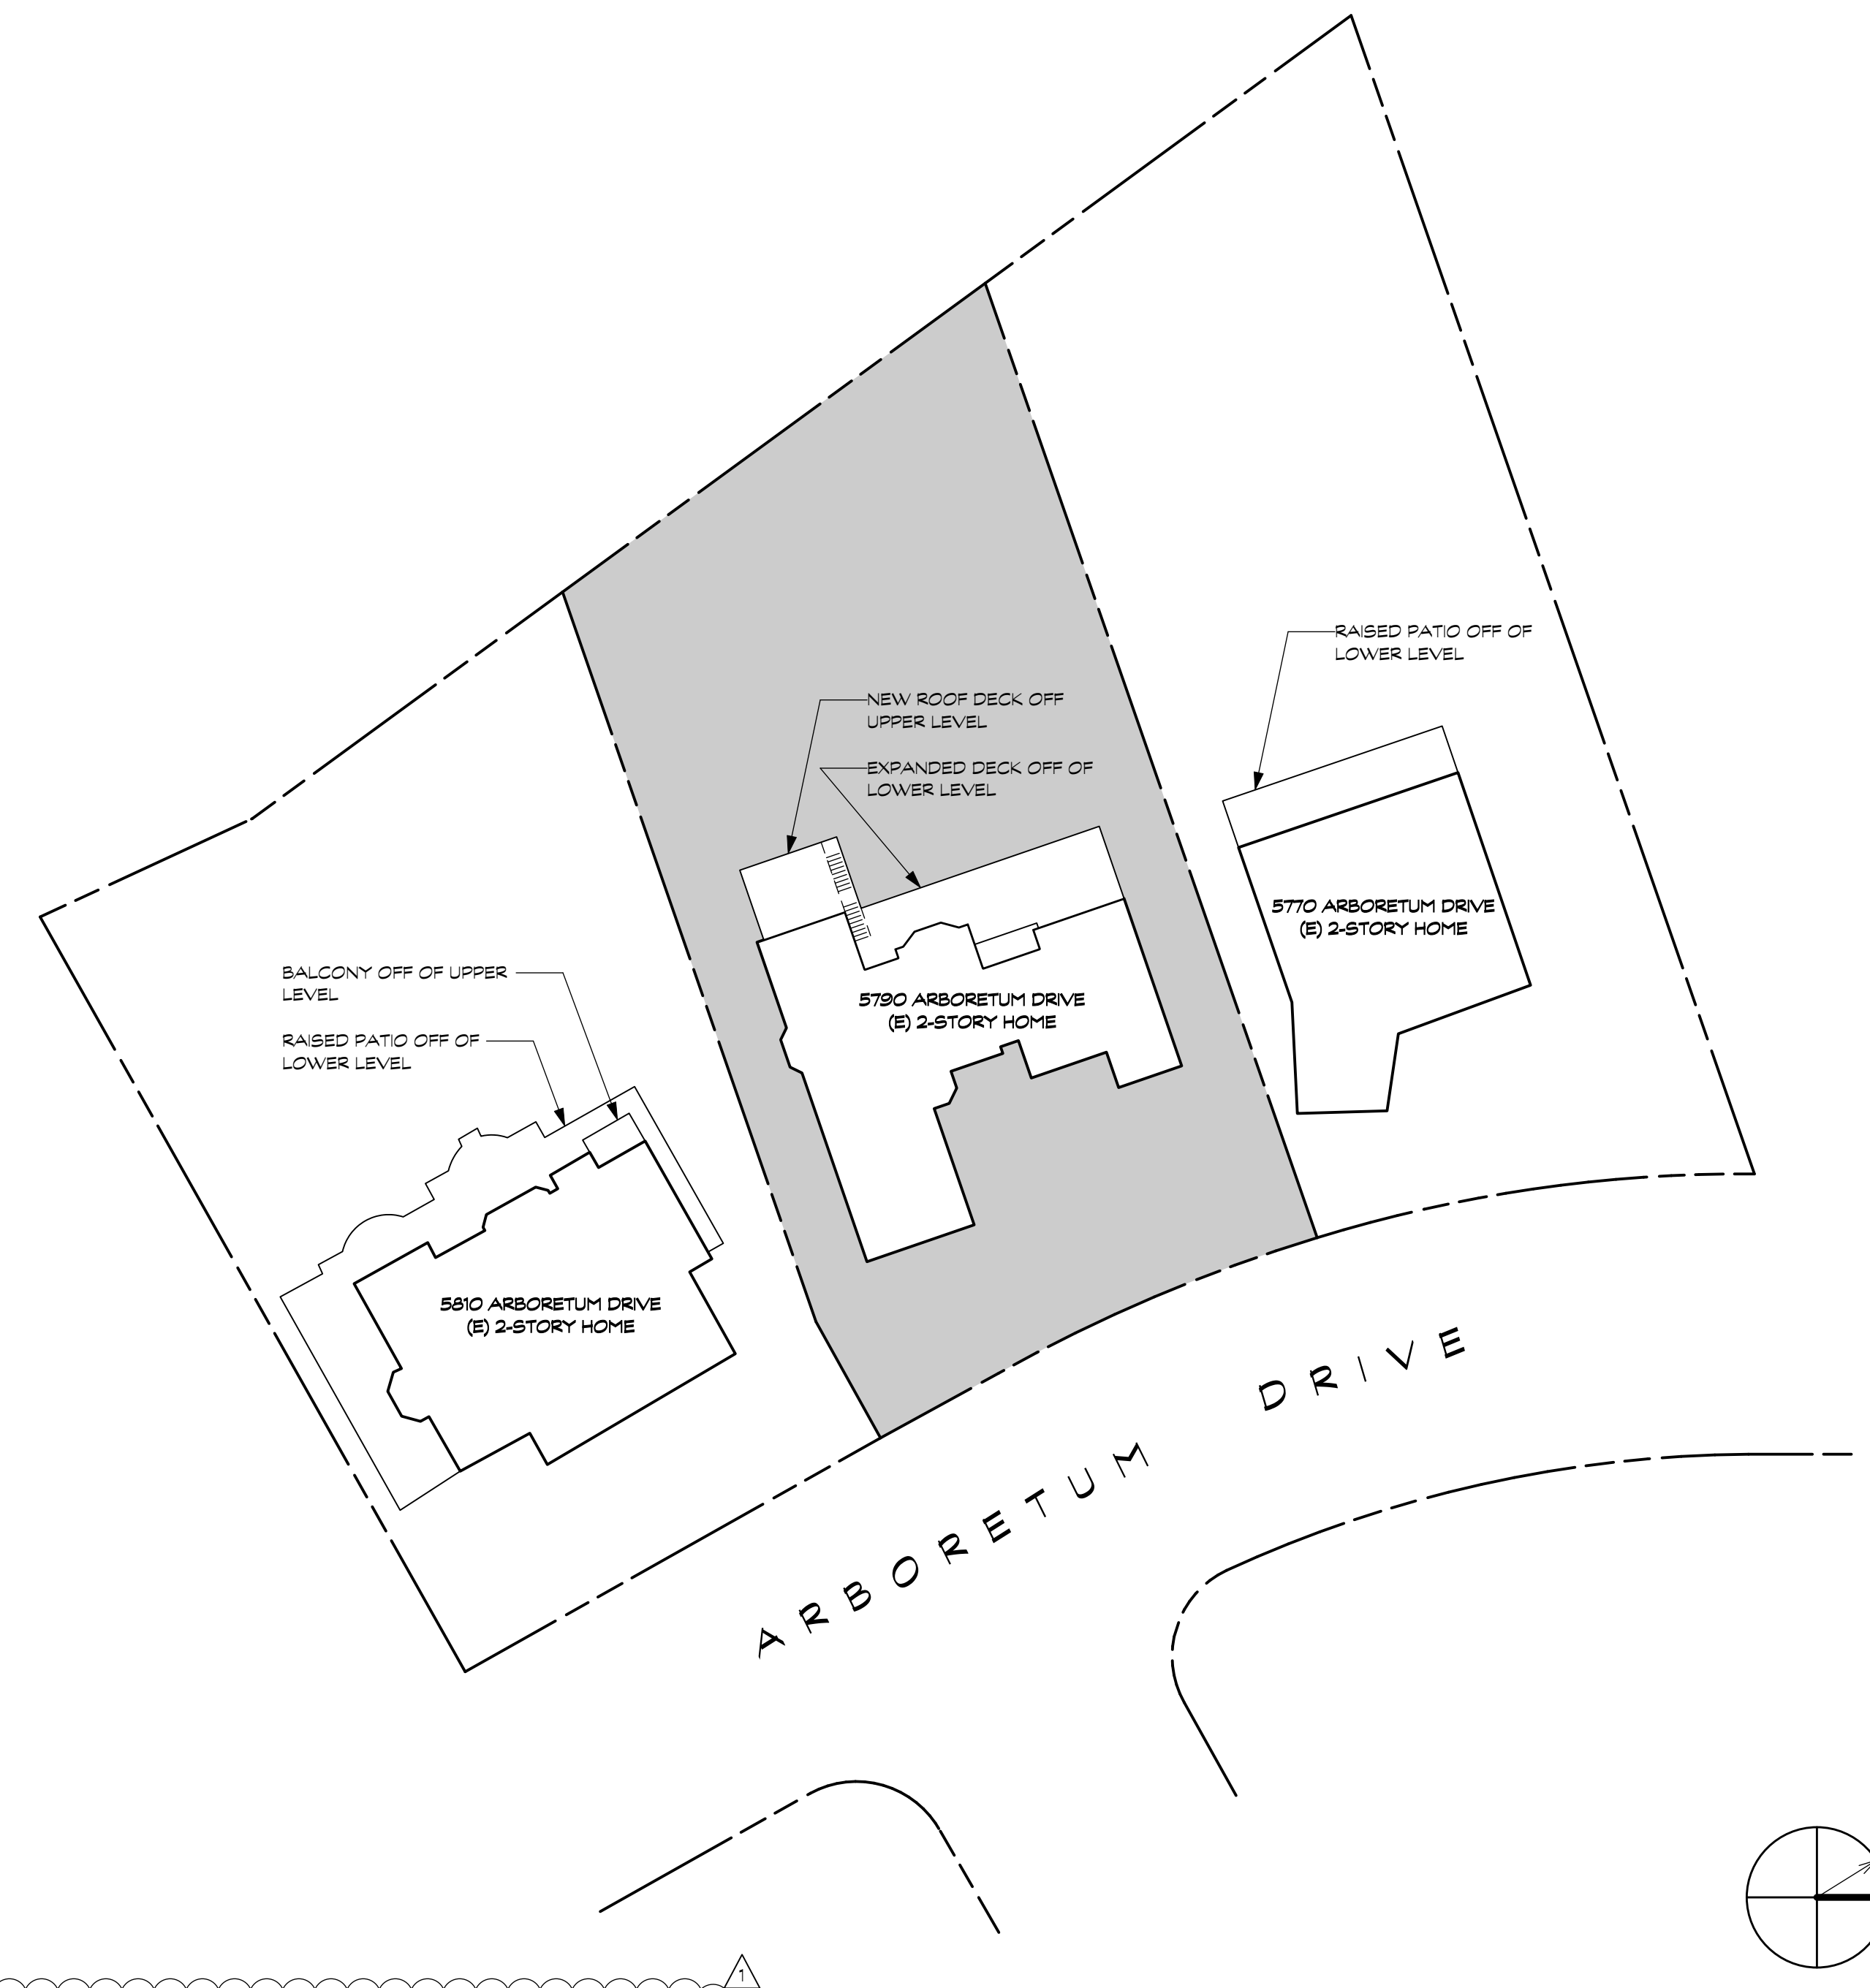 RAISED PATIO OFF OF
LOWER LEVEL
NEW ROOF DECK OFF
UPPER LEVEL
EXPANDED DECK OFF OF
LOWER LEVEL
5770 ARBORETUM DRIVE
(E) 2-STORY HOME
BALCONY OFF OF UPPER
LEVEL
5790 ARBORETUM DRIVE
(E) 2-STORY HOME
RAISED PATIO OFF OF
LOWER LEVEL
5810 ARBORETUM DRIVE
(E) 2-STORY HOME
ARBORETUM DRIVE
1